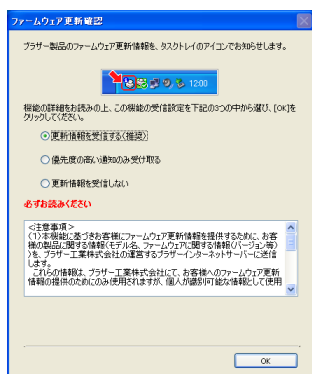 ファームウェア更新確認
ブラザー製品のファームウェア更新情報を、タスクトレイのアイコンでお知らせします。
12:00
機能の詳細をお読みの上、この機能の受信設定を下記の3つの中から選び、[OK]を
クリックしてください。
更新情報を受信する(推奨)
優先度の高い通知のみ受け取る
更新情報を受信しない
必ずお読みください
<注意事項>
(1)本機能に基づきお客様にファームウェア更新情報を提供するために、お客
様の製品に関する情報(モデル名、ファームウェアに関する情報(バージョン等)
)を、ブラザー工業株式会社の運営するブラザーインターネットサーバーに送信
します。
これらの情報は、ブラザー工業株式会社にて、お客様へのファームウェア更新
情報の提供のためにのみ使用されますが、個人が識別可能な情報として使用
OK